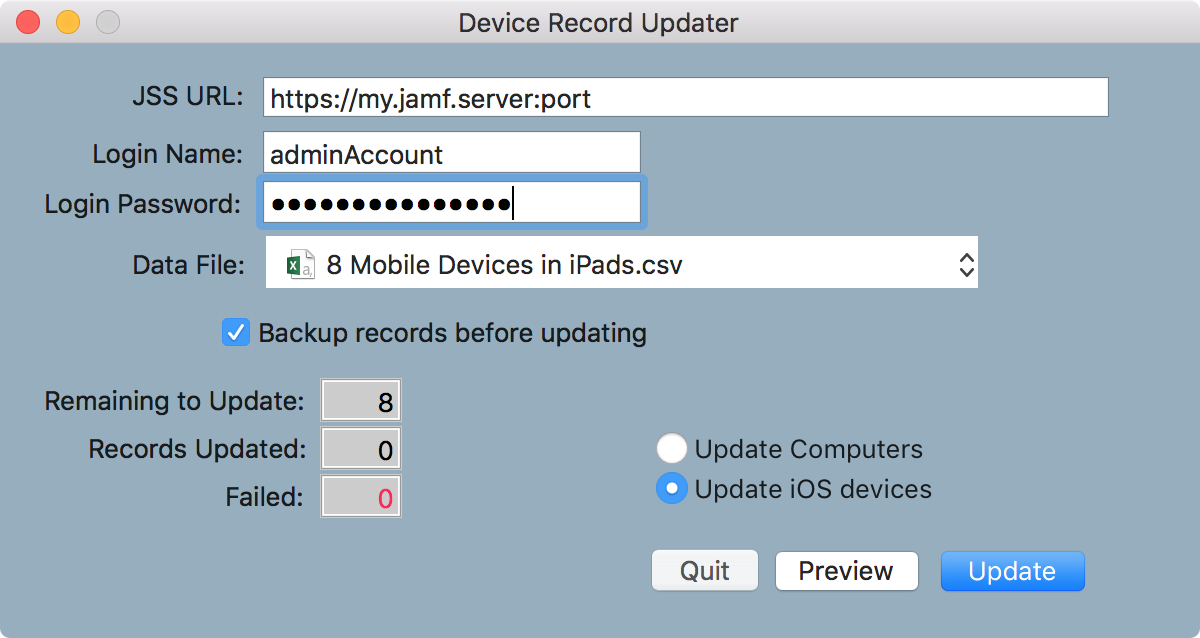 Device Record Updater
JSS URL: https://my.jamf.server:port
Login Name: adminAccount
Login Password: ●●●●●●●●●●●●●●●
Data File: 8 Mobile Devices in iPads.csv
Backup records before updating
Remaining to Update: 8
Records Updated: 0
Update Computers
Failed: 0
Update iOS devices
Quit
Preview
Update